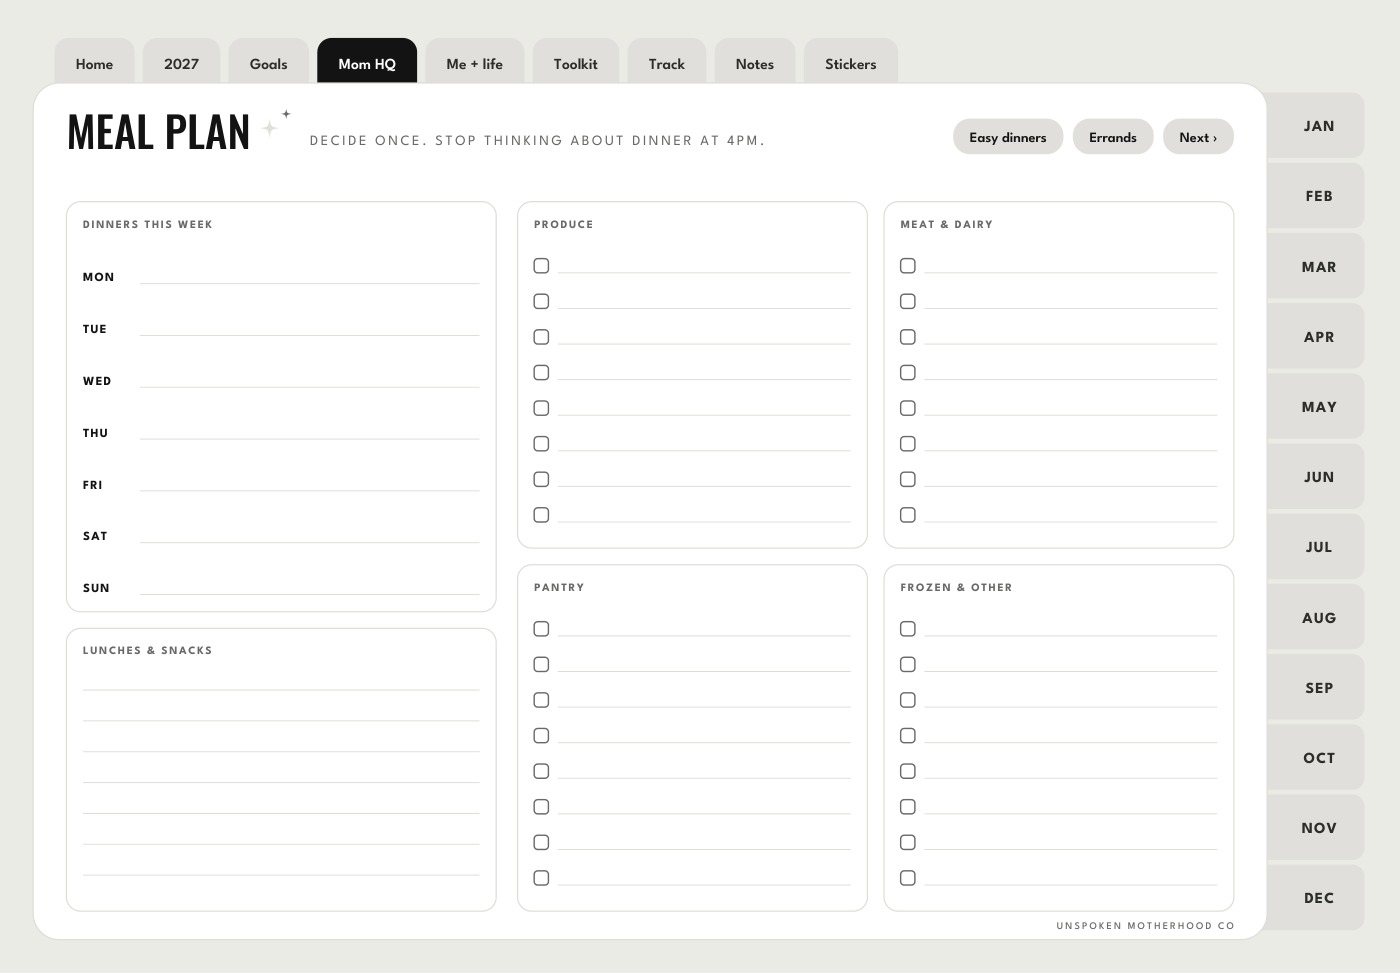 Home
2027
Goals
Mom HQ
Me + life
Toolkit
Track
Notes
Stickers
MEAL PLAN
DECIDE ONCE. STOP THINKING ABOUT DINNER AT 4PM.
Easy dinners
Errands
Next ›
DINNERS THIS WEEK
MON
TUE
WED
THU
FRI
SAT
SUN
LUNCHES & SNACKS
PRODUCE
MEAT & DAIRY
PANTRY
FROZEN & OTHER
UNSPOKEN MOTHERHOOD CO
JAN
FEB
MAR
APR
MAY
JUN
JUL
AUG
SEP
OCT
NOV
DEC